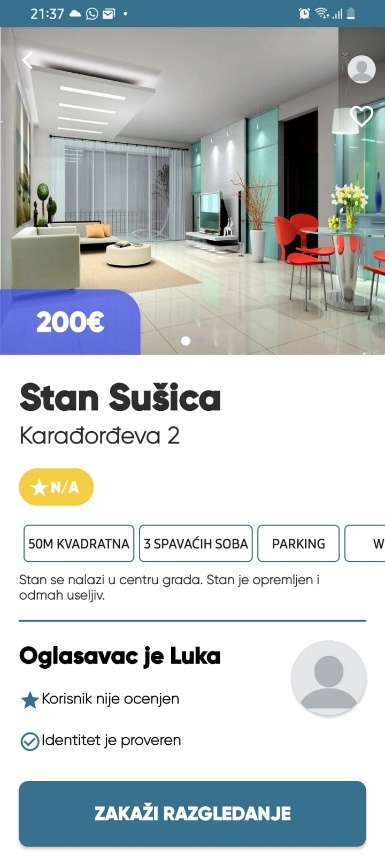 21:37
200€
Stan Sušica
Karađorđeva 2
N/A
50M KVADRATNA
3 SPAVAĆIH SOBA
PARKING
W
Stan se nalazi u centru grada. Stan je opremljen i
odmah useljiv.
Oglasavac je Luka
Korisnik nije ocenjen
Identitet je proveren
ZAKAŽI RAZGLEDANJE